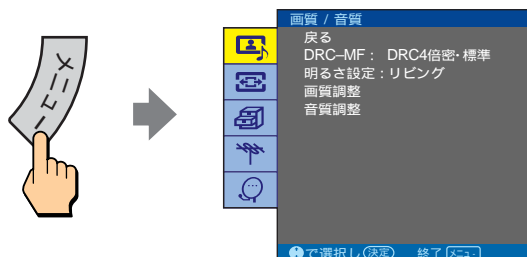 メニュー
画質 / 音質
戻る
DRC–MF： DRC4倍密・標準
明るさ設定：リビング
画質調整
音質調整
で選択し 決定 終了 メニュー